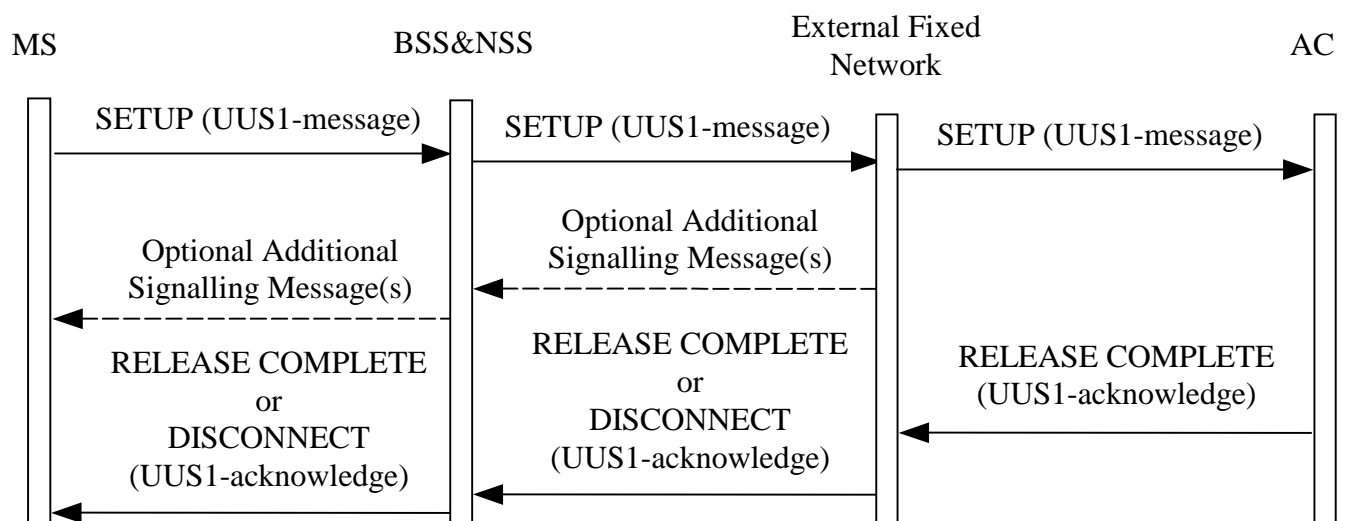 MS
BSS&NSS
External Fixed
Network
AC
SETUP (UUS1-message)
SETUP (UUS1-message)
SETUP (UUS1-message)
Optional Additional
Signalling Message(s)
Optional Additional
Signalling Message(s)
RELEASE COMPLETE
or
DISCONNECT
(UUS1-acknowledge)
RELEASE COMPLETE
or
DISCONNECT
(UUS1-acknowledge)
RELEASE COMPLETE
(UUS1-acknowledge)